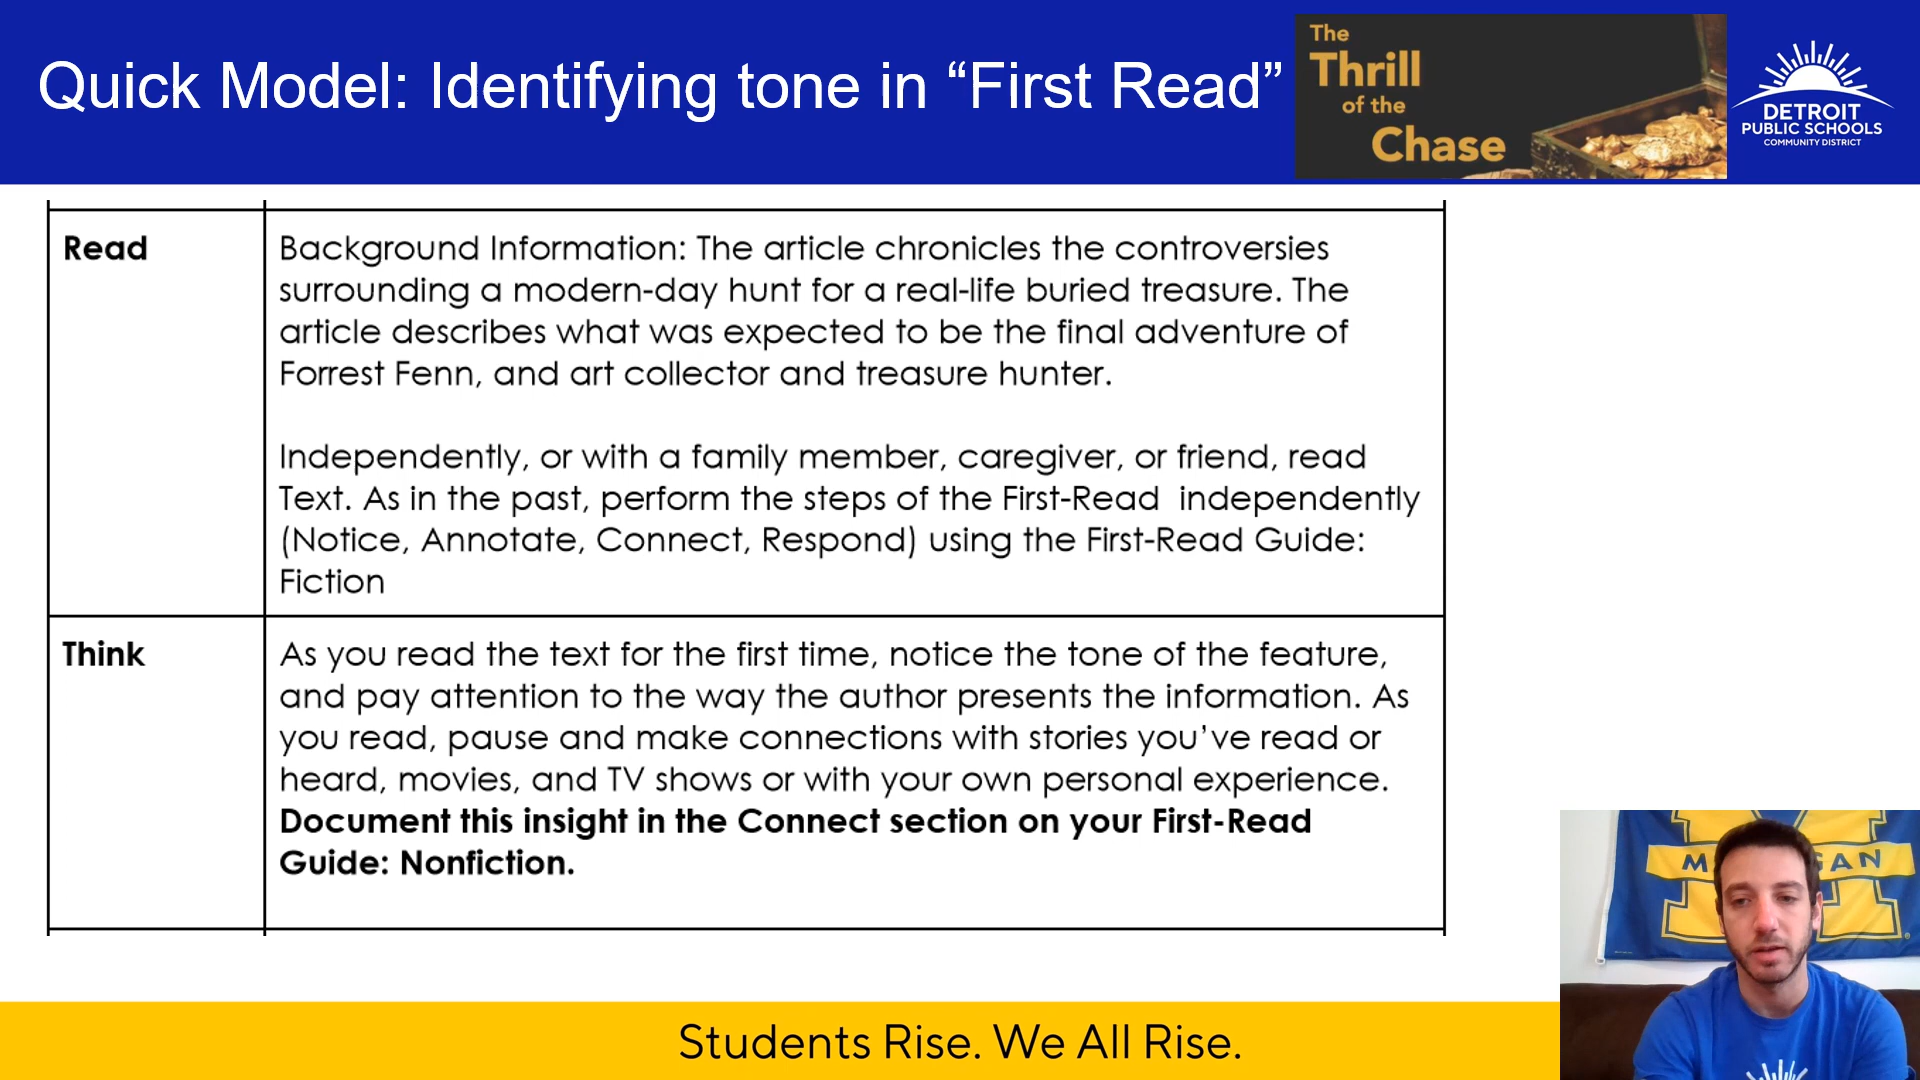 Quick Model: Identifying tone in “First Read”
The
Thrill
of the
Chase
DETROIT
PUBLIC SCHOOLS
COMMUNITY DISTRICT
Read
Background Information: The article chronicles the controversies
surrounding a modern-day hunt for a real-life buried treasure. The
article describes what was expected to be the final adventure of
Forrest Fenn, and art collector and treasure hunter.
Independently, or with a family member, caregiver, or friend, read
Text. As in the past, perform the steps of the First-Read independently
(Notice, Annotate, Connect, Respond) using the First-Read Guide:
Fiction
Think
As you read the text for the first time, notice the tone of the feature,
and pay attention to the way the author presents the information. As
you read, pause and make connections with stories you’ve read or
heard, movies, and TV shows or with your own personal experience.
Document this insight in the Connect section on your First-Read
Guide: Nonfiction.
Students Rise. We All Rise.